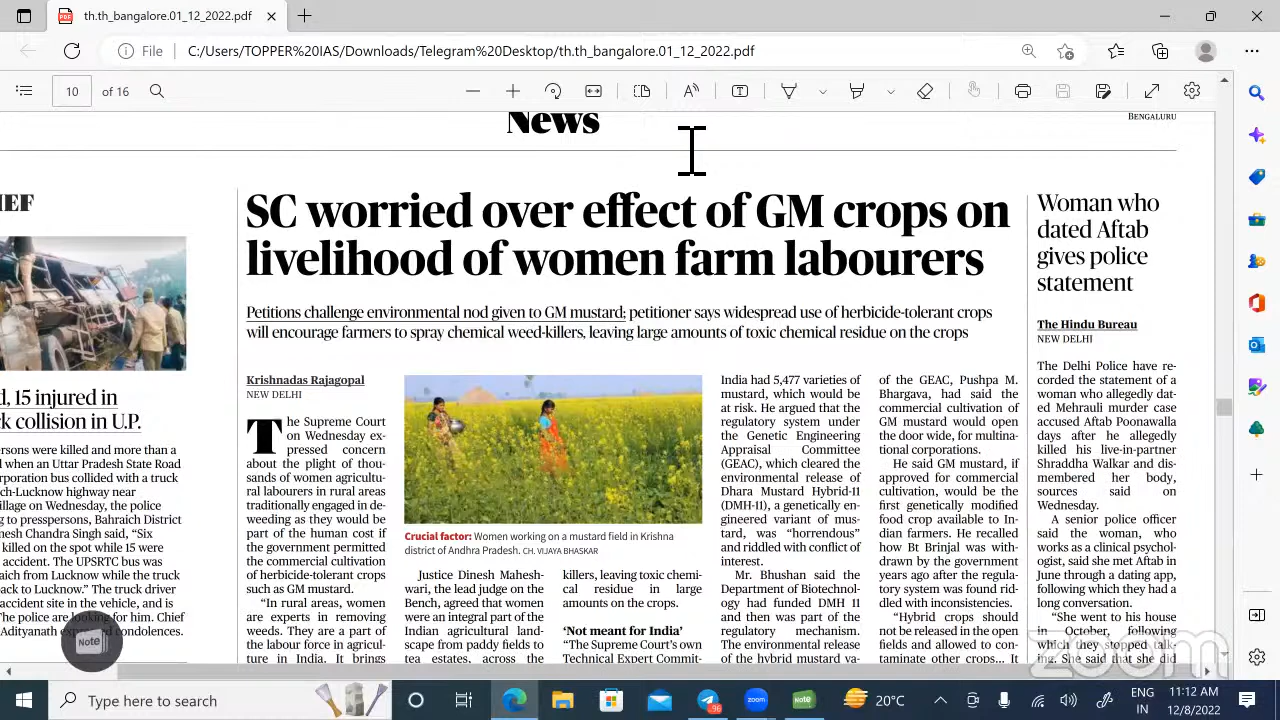 th.th_bangalore.01_12_2022.pdf
File
C:/Users/TOPPER%20IAS/Downloads/Telegram%20Desktop/th.th_bangalore.01_12_2022.pdf
10 of 16
News
BENGALURU
IEF
d, 15 injured in
ck collision in U.P.
rsons were killed and more than a
l when an Uttar Pradesh State Road
orporation bus collided with a truck
ch-Lucknow highway near
illage on Wednesday, the police
g to presspersons, Bahraich District
nesh Chandra Singh said, “Six
killed on the spot while 15 were
accident. The UPSRTC bus was
aich from Lucknow while the truck
back to Lucknow.” The truck driver
accident site in the vehicle, and is
The police are looking for him. Chief
Adityanath condolences.
Note
SC worried over effect of GM crops on
livelihood of women farm labourers
Petitions challenge environmental nod given to GM mustard; petitioner says widespread use of herbicide-tolerant crops
will encourage farmers to spray chemical weed-killers, leaving large amounts of toxic chemical residue on the crops
Krishnadas Rajagopal
NEW DELHI
The Supreme Court
on Wednesday ex-
pressed concern
about the plight of thou-
sands of women agricultu-
ral labourers in rural areas
traditionally engaged in de-
weeding as they would be
part of the human cost if
the government permitted
the commercial cultivation
of herbicide-tolerant crops
such as GM mustard.
“In rural areas, women
are experts in removing
weeds. They are a part of
the labour force in agricul-
ture in India. It brings
Crucial factor: Women working on a mustard field in Krishna
district of Andhra Pradesh. CH. VIJAYA BHASKAR
Justice Dinesh Mahesh-
wari, the lead judge on the
Bench, agreed that women
were an integral part of the
Indian agricultural land-
scape from paddy fields to
tea estates, across the
killers, leaving toxic chemi-
cal residue in large
amounts on the crops.
‘Not meant for India’
“The Supreme Court’s own
Technical Expert Commit-
India had 5,477 varieties of
mustard, which would be
at risk. He argued that the
regulatory system under
the Genetic Engineering
Appraisal Committee
(GEAC), which cleared the
environmental release of
Dhara Mustard Hybrid-11
(DMH-11), a genetically en-
gineered variant of mus-
tard, was “horrendous”
and riddled with conflict of
interest.
Mr. Bhushan said the
Department of Biotechnol-
ogy had funded DMH 11
and then was part of the
regulatory mechanism.
The environmental release
of the hybrid mustard va-
of the GEAC, Pushpa M.
Bhargava, had said the
commercial cultivation of
GM mustard would open
the door wide, for multina-
tional corporations.
He said GM mustard, if
approved for commercial
cultivation, would be the
first genetically modified
food crop available to In-
dian farmers. He recalled
how Bt Brinjal was with-
drawn by the government
years ago after the regula-
tory system was found rid-
dled with inconsistencies.
“Hybrid crops should
not be released in the open
fields and allowed to con-
taminate other crops... It
Woman who
dated Aftab
gives police
statement
The Hindu Bureau
NEW DELHI
The Delhi Police have re-
corded the statement of a
woman who allegedly dat-
ed Mehrauli murder case
accused Aftab Poonawalla
days after he allegedly
killed his live-in-partner
Shraddha Walkar and dis-
membered her body,
sources said on
Wednesday.
A senior police officer
said the woman, who
works as a clinical psychol-
ogist, said she met Aftab in
June through a dating app,
following which they had a
long conversation.
“She went to his house
in October, following
which they stopped talk-
ing. She said that she did
zoom
Type here to search
96
zoom
Note
20°C
ENG
IN
11:12 AM
12/8/2022